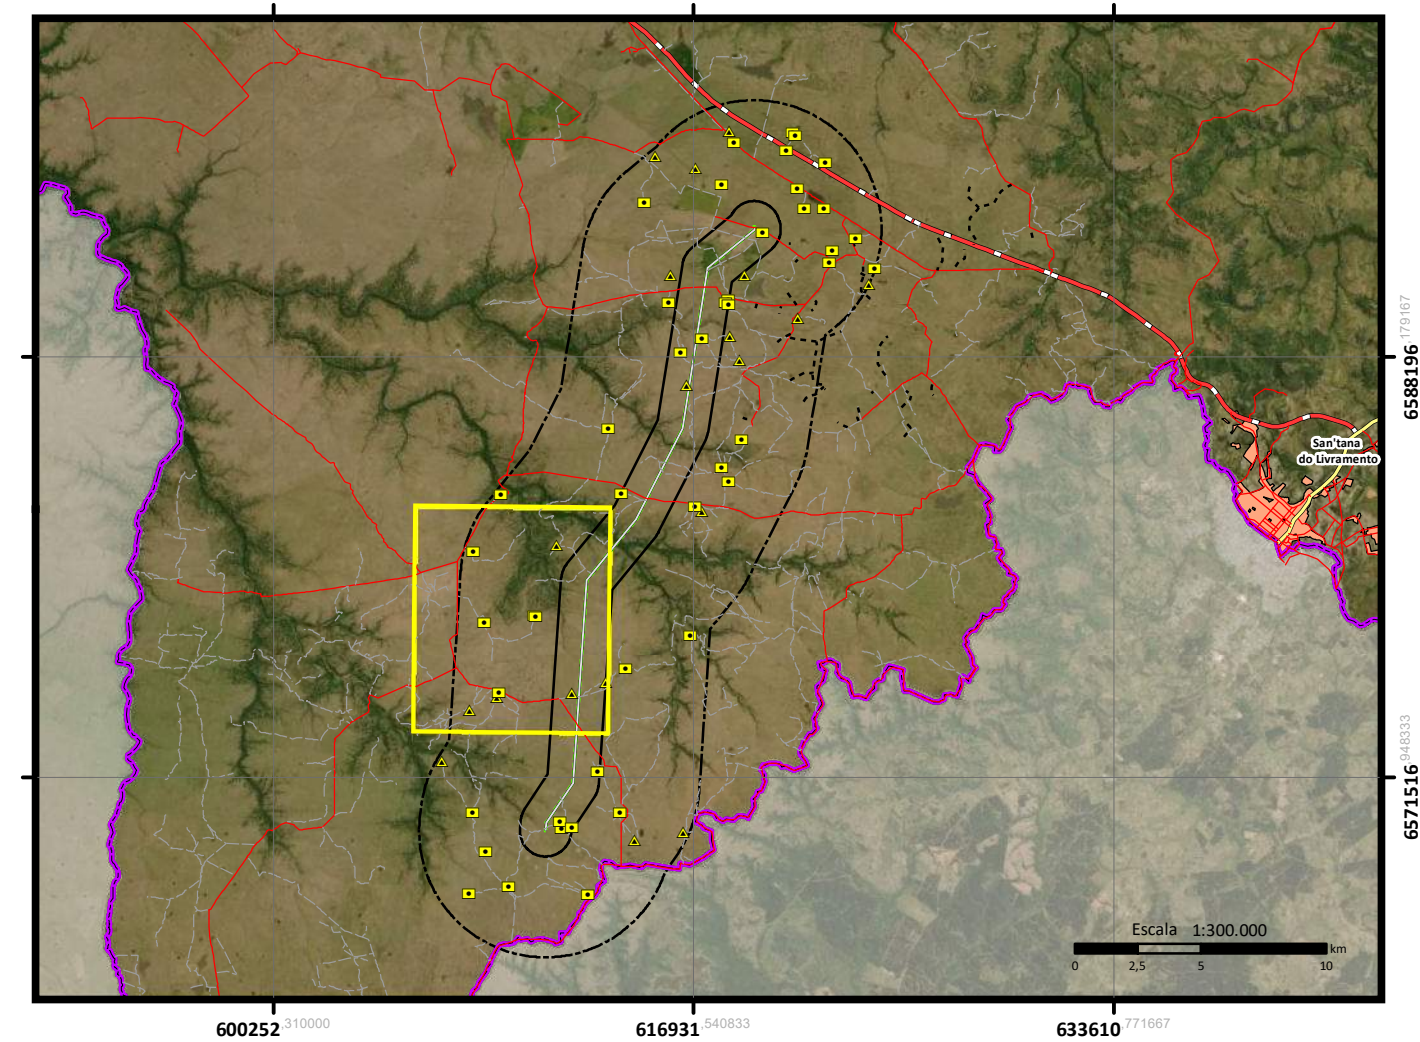 ,179167
6588196
San'tana
do Livramento
,948333
6571516
Escala 1:300.000
km
0 2,5 5 10
600252,310000
616931,540833
633610,771667